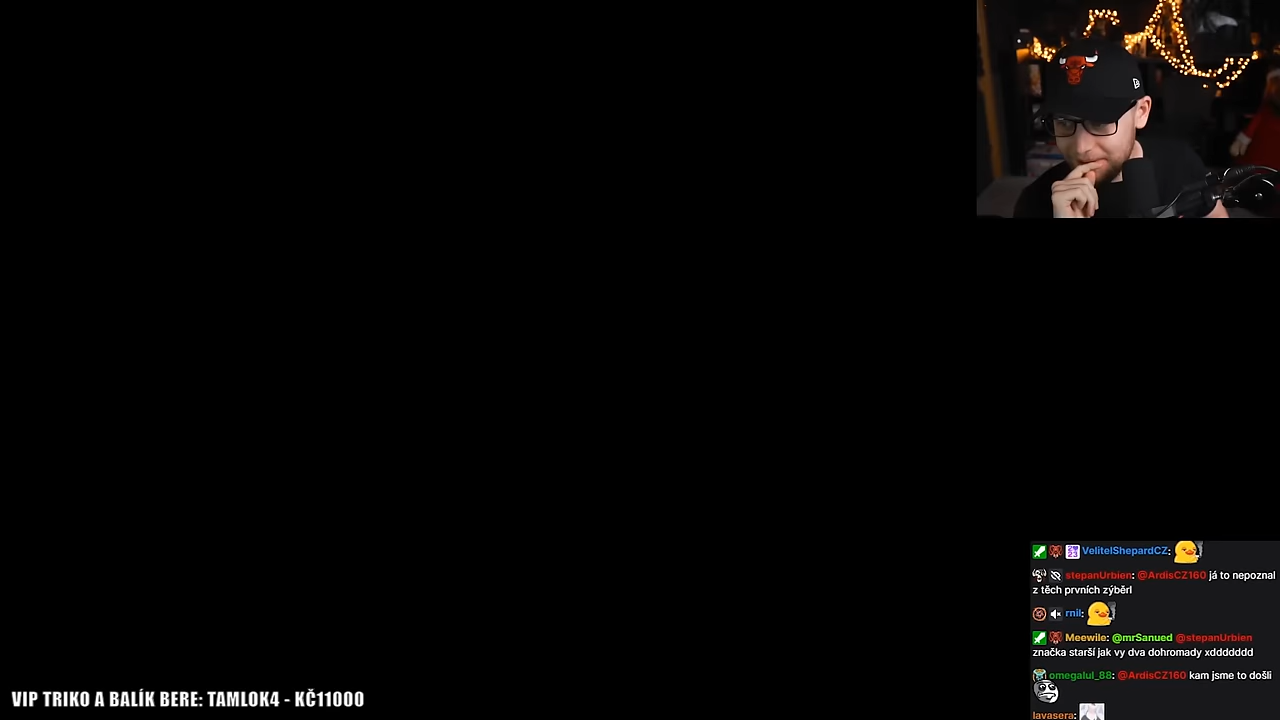 VelitelShepardCZ:
stepanUrbien: @ArdisCZ160 já to nepoznal
z těch prvních zýběrl
rnil:
Meewile: @mrSanued @stepanUrbien
značka starší jak vy dva dohromady xddddddd
omegalul_88: @ArdisCZ160 kam jsme to došli
lavasera:
VIP TRIKO A BALÍK BERE: TAMLOK4 - KČ11000